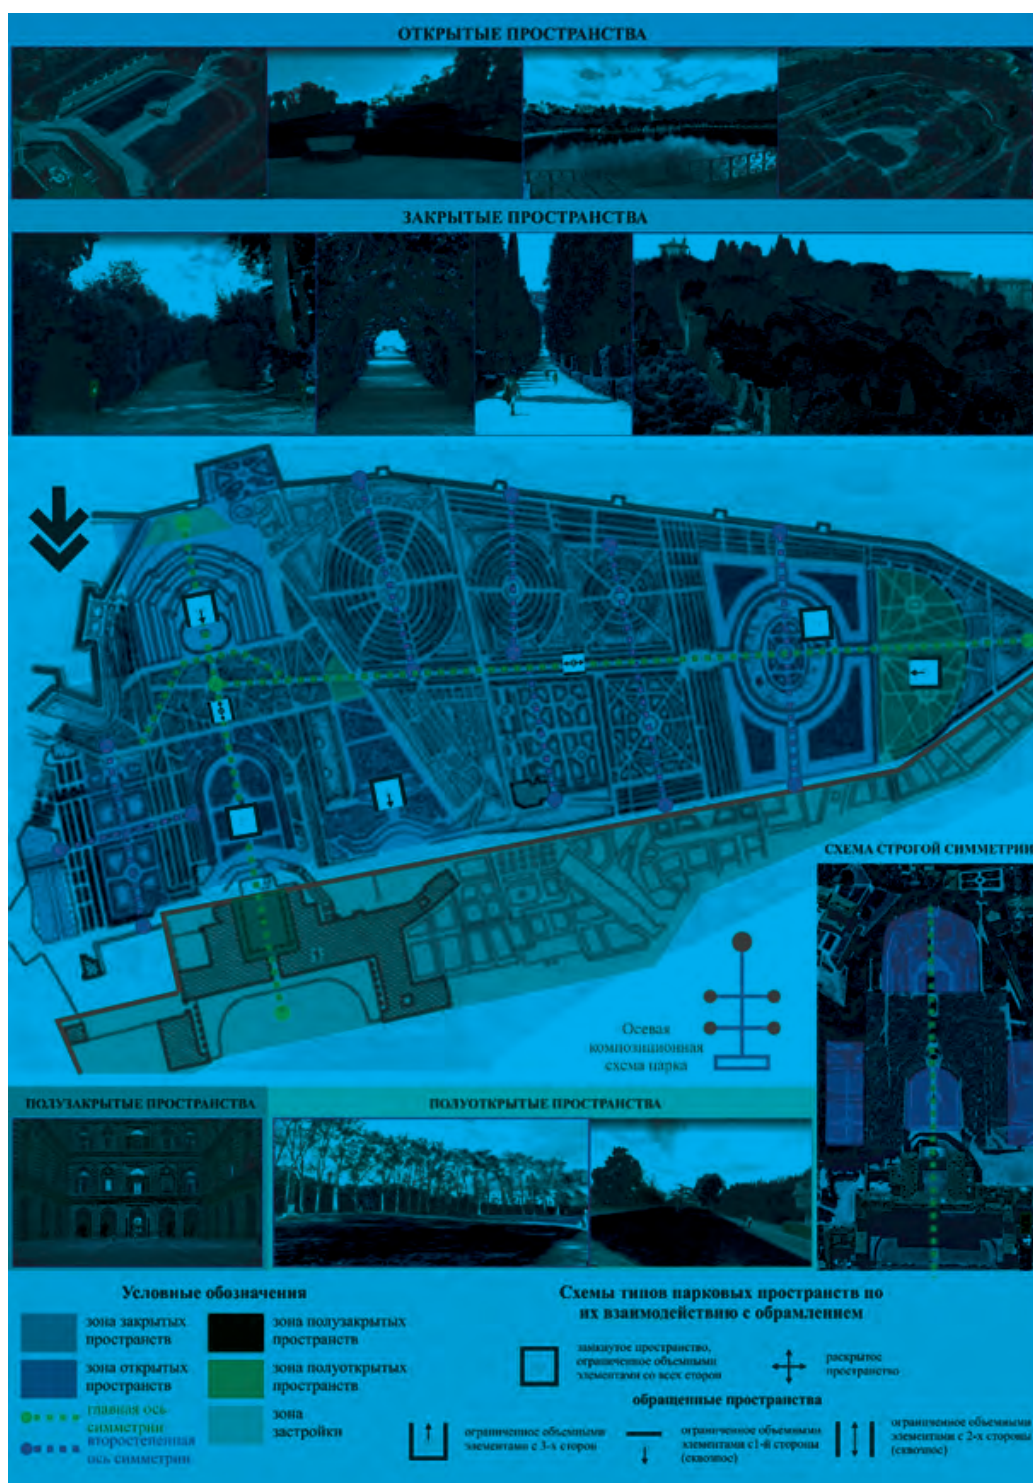 ОТКРЫТЫЕ ПРОСТРАНСТВА
ЗАКРЫТЫЕ ПРОСТРАНСТВА
СХЕМА СТРОГОЙ СИММЕТРИИ
Осевая
композиционная
схема парка
ПОЛУЗАКРЫТЫЕ ПРОСТРАНСТВА
ПОЛУОТКРЫТЫЕ ПРОСТРАНСТВА
Условные обозначения
зона закрытых
пространств
зона полузакрытых
пространств
зона открытых
пространств
зона полуоткрытых
пространств
главная ось
симметрии
зона
застройки
второстепенная
ось симметрии
Схемы типов парковых пространств по
их взаимодействию с обрамлением
замкнутое пространство,
ограниченное объемными
элементами со всех сторон
раскрытое
пространство
обращенные пространства
ограниченное объемными
элементами с 3-х сторон
ограниченное объемными
элементами с1-й стороны
(сквозное)
ограниченное объемными
элементами с 2-х стороны
(сквозное)